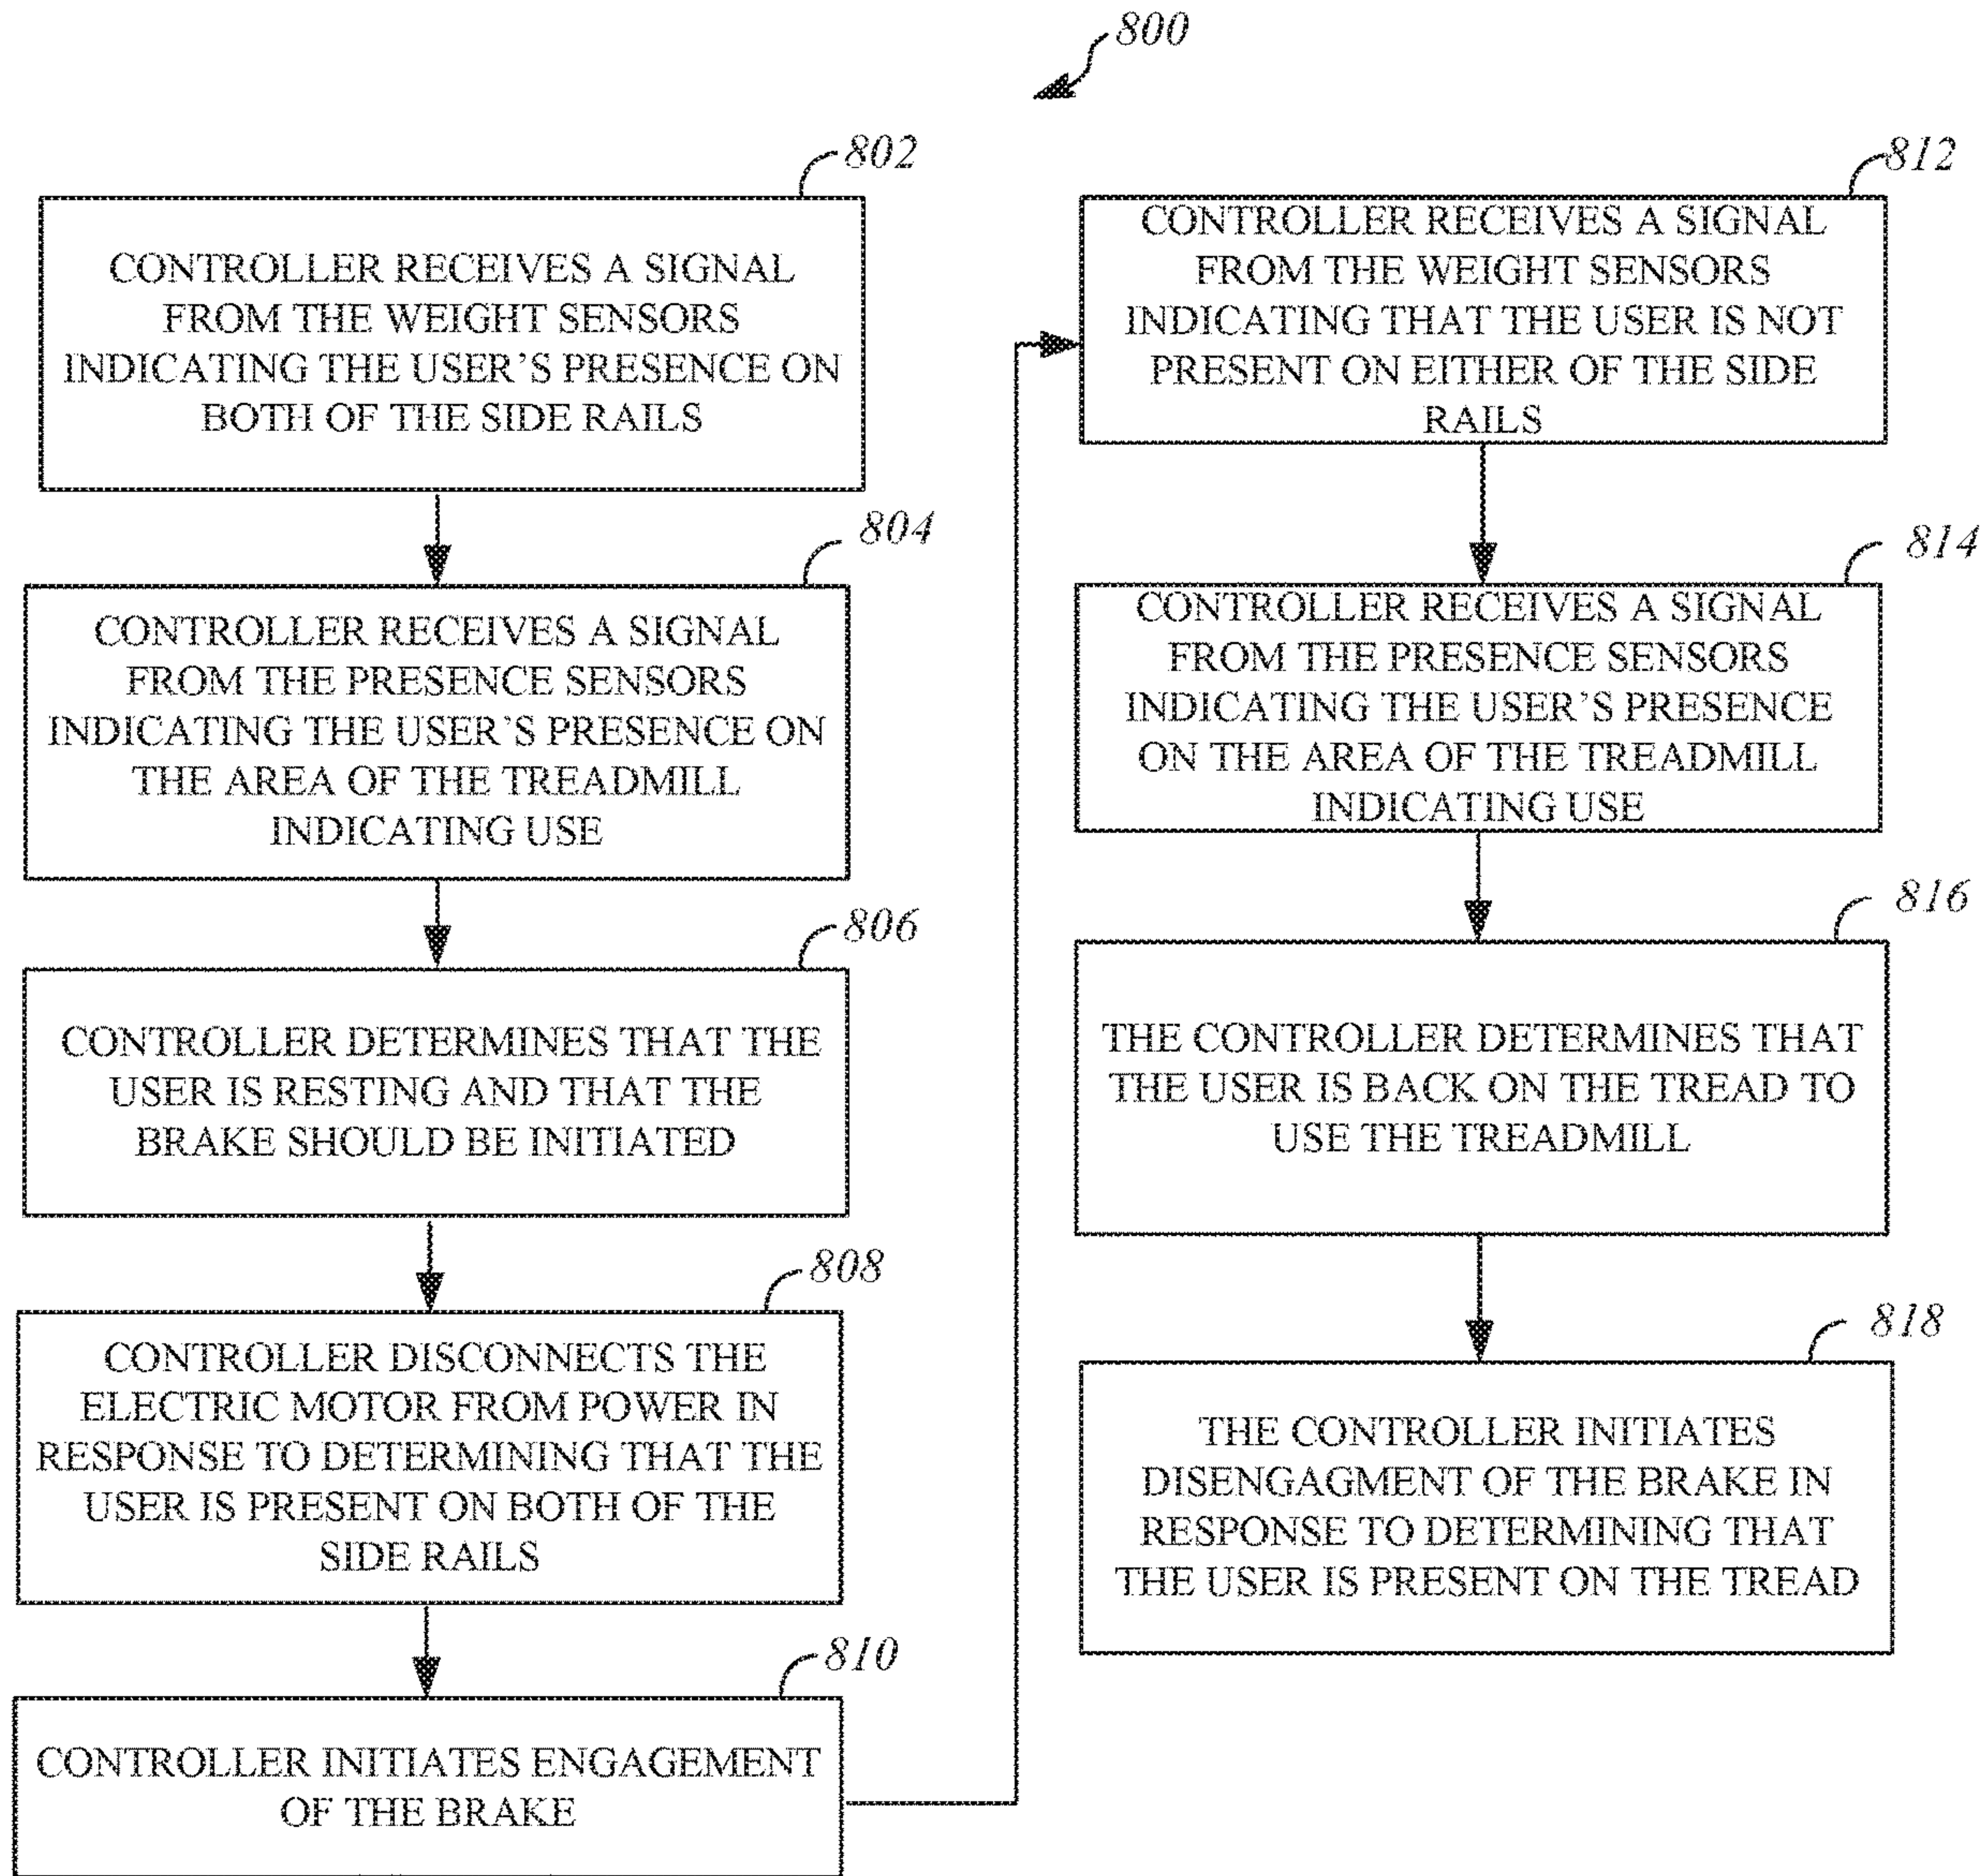 800
802
CONTROLLER RECEIVES A SIGNAL
FROM THE WEIGHT SENSORS
INDICATING THE USER'S PRESENCE ON
BOTH OF THE SIDE RAILS
804
CONTROLLER RECEIVES A SIGNAL
FROM THE PRESENCE SENSORS
INDICATING THE USER'S PRESENCE ON
THE AREA OF THE TREADMILL
INDICATING USE
806
CONTROLLER DETERMINES THAT THE
USER IS RESTING AND THAT THE
BRAKE SHOULD BE INITIATED
808
CONTROLLER DISCONNECTS THE
ELECTRIC MOTOR FROM POWER IN
RESPONSE TO DETERMINING THAT THE
USER IS PRESENT ON BOTH OF THE
SIDE RAILS
810
CONTROLLER INITIATES ENGAGEMENT
OF THE BRAKE
812
CONTROLLER RECEIVES A SIGNAL
FROM THE WEIGHT SENSORS
INDICATING THAT THE USER IS NOT
PRESENT ON EITHER OF THE SIDE
RAILS
814
CONTROLLER RECEIVES A SIGNAL
FROM THE PRESENCE SENSORS
INDICATING THE USER'S PRESENCE
ON THE AREA OF THE TREADMILL
INDICATING USE
816
THE CONTROLLER DETERMINES THAT
THE USER IS BACK ON THE TREAD TO
USE THE TREADMILL
818
THE CONTROLLER INITIATES
DISENGAGMENT OF THE BRAKE IN
RESPONSE TO DETERMINING THAT
THE USER IS PRESENT ON THE TREAD